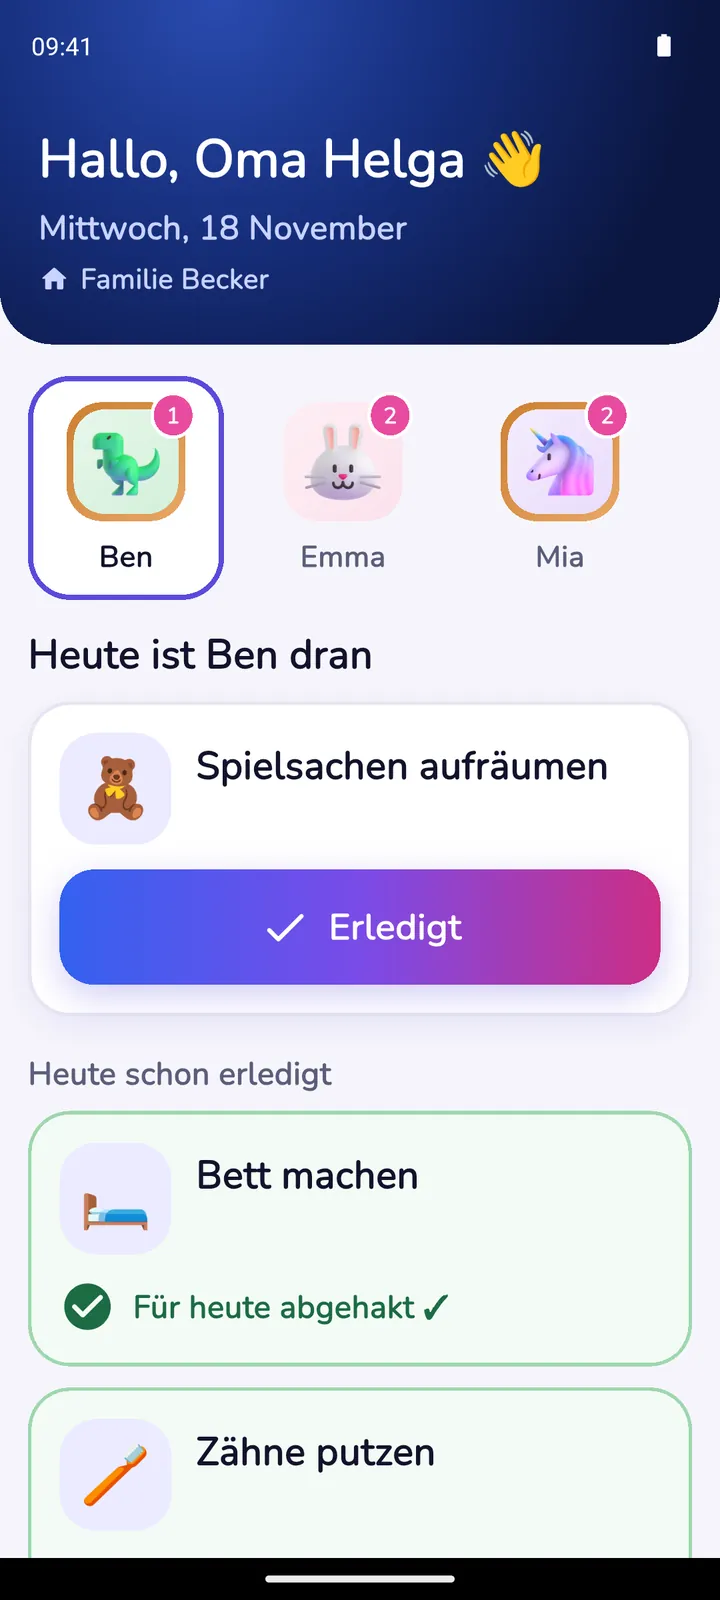 09:41
Hallo, Oma Helga 👋
Mittwoch, 18 November
Familie Becker
1
2
2
Ben
Emma
Mia
Heute ist Ben dran
Spielsachen aufräumen
Erledigt
Heute schon erledigt
Bett machen
Für heute abgehakt ✓
Zähne putzen